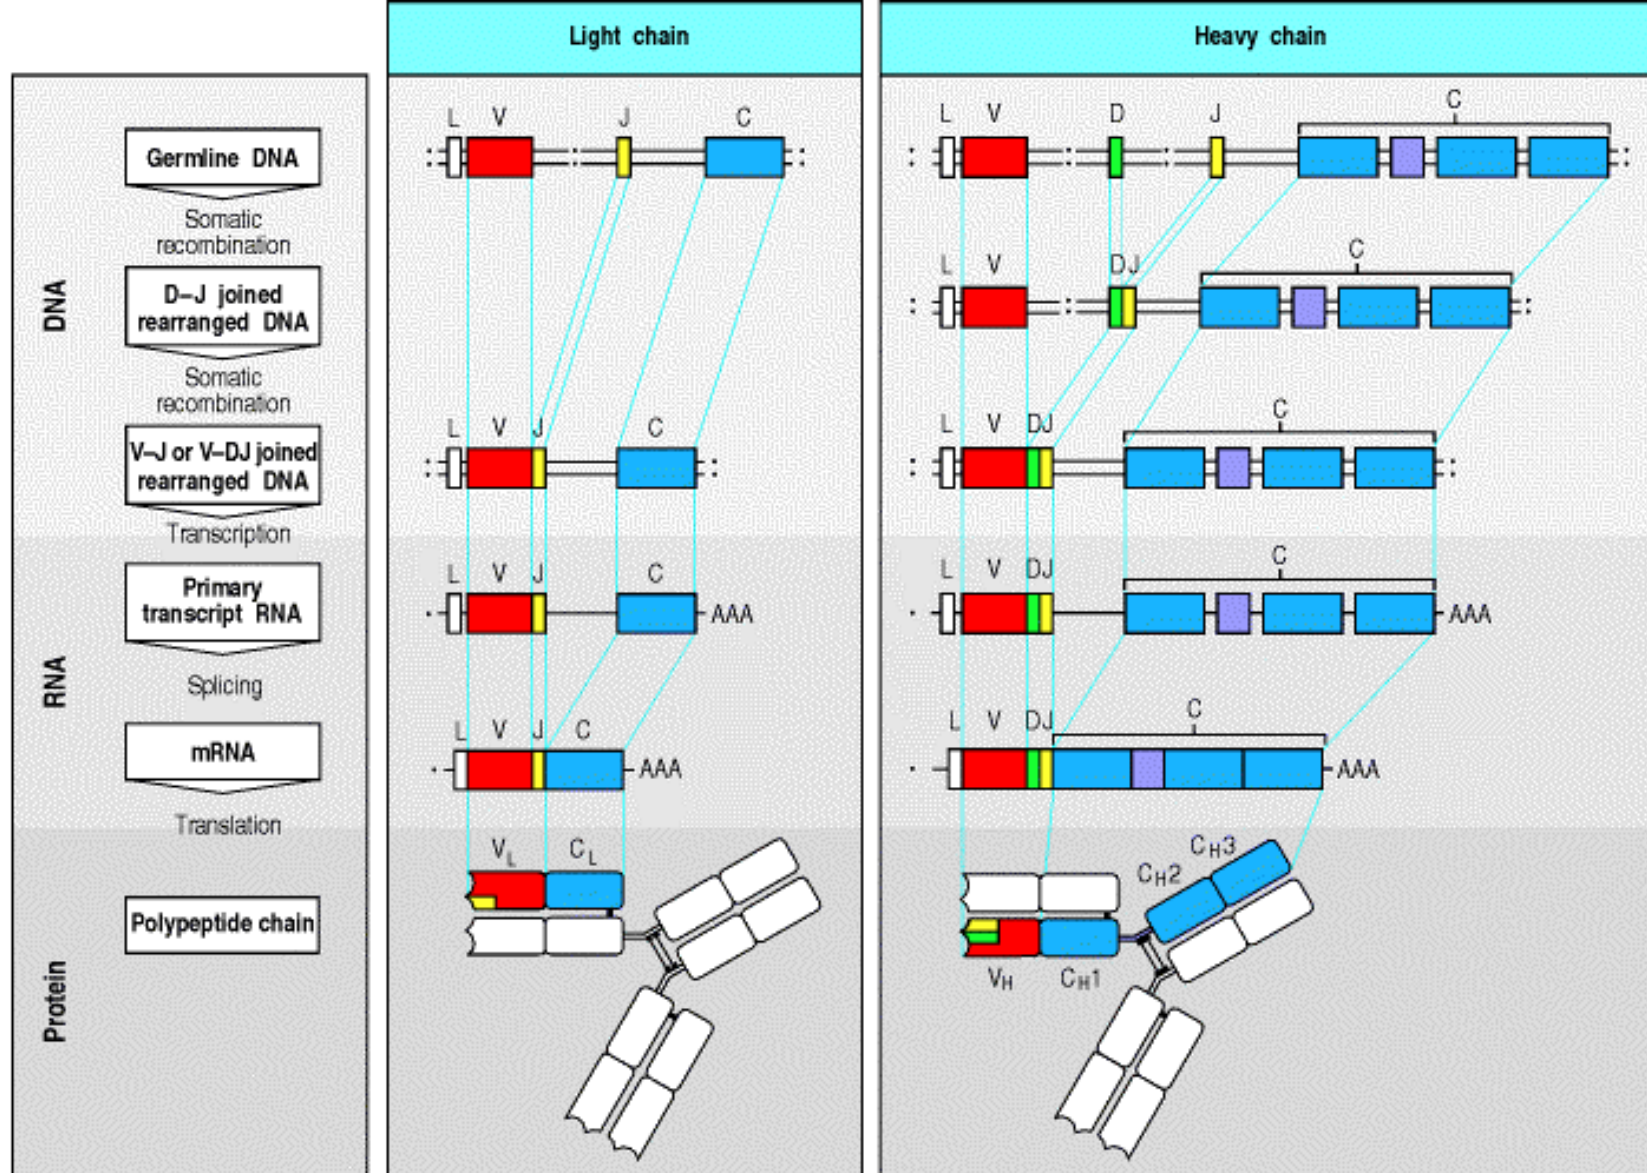 Light chain
Heavy chain
DNA
Germline DNA
Somatic
recombination
D–J joined
rearranged DNA
Somatic
recombination
V–J or V–DJ joined
rearranged DNA
Transcription
RNA
Primary
transcript RNA
Splicing
mRNA
Translation
Protein
Polypeptide chain
L V J C
L V J C
L V J C
AAA
L V J C
AAA
VL CL
L V D J C
L V DJ C
L V DJ C
L V DJ C
AAA
L V DJ C
AAA
CH3
CH2
VH CH1